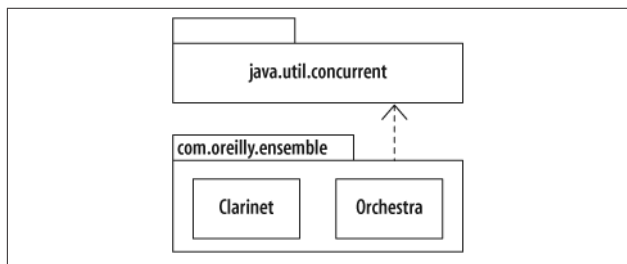 java.util.concurrent
com.oreilly.ensemble
Clarinet
Orchestra